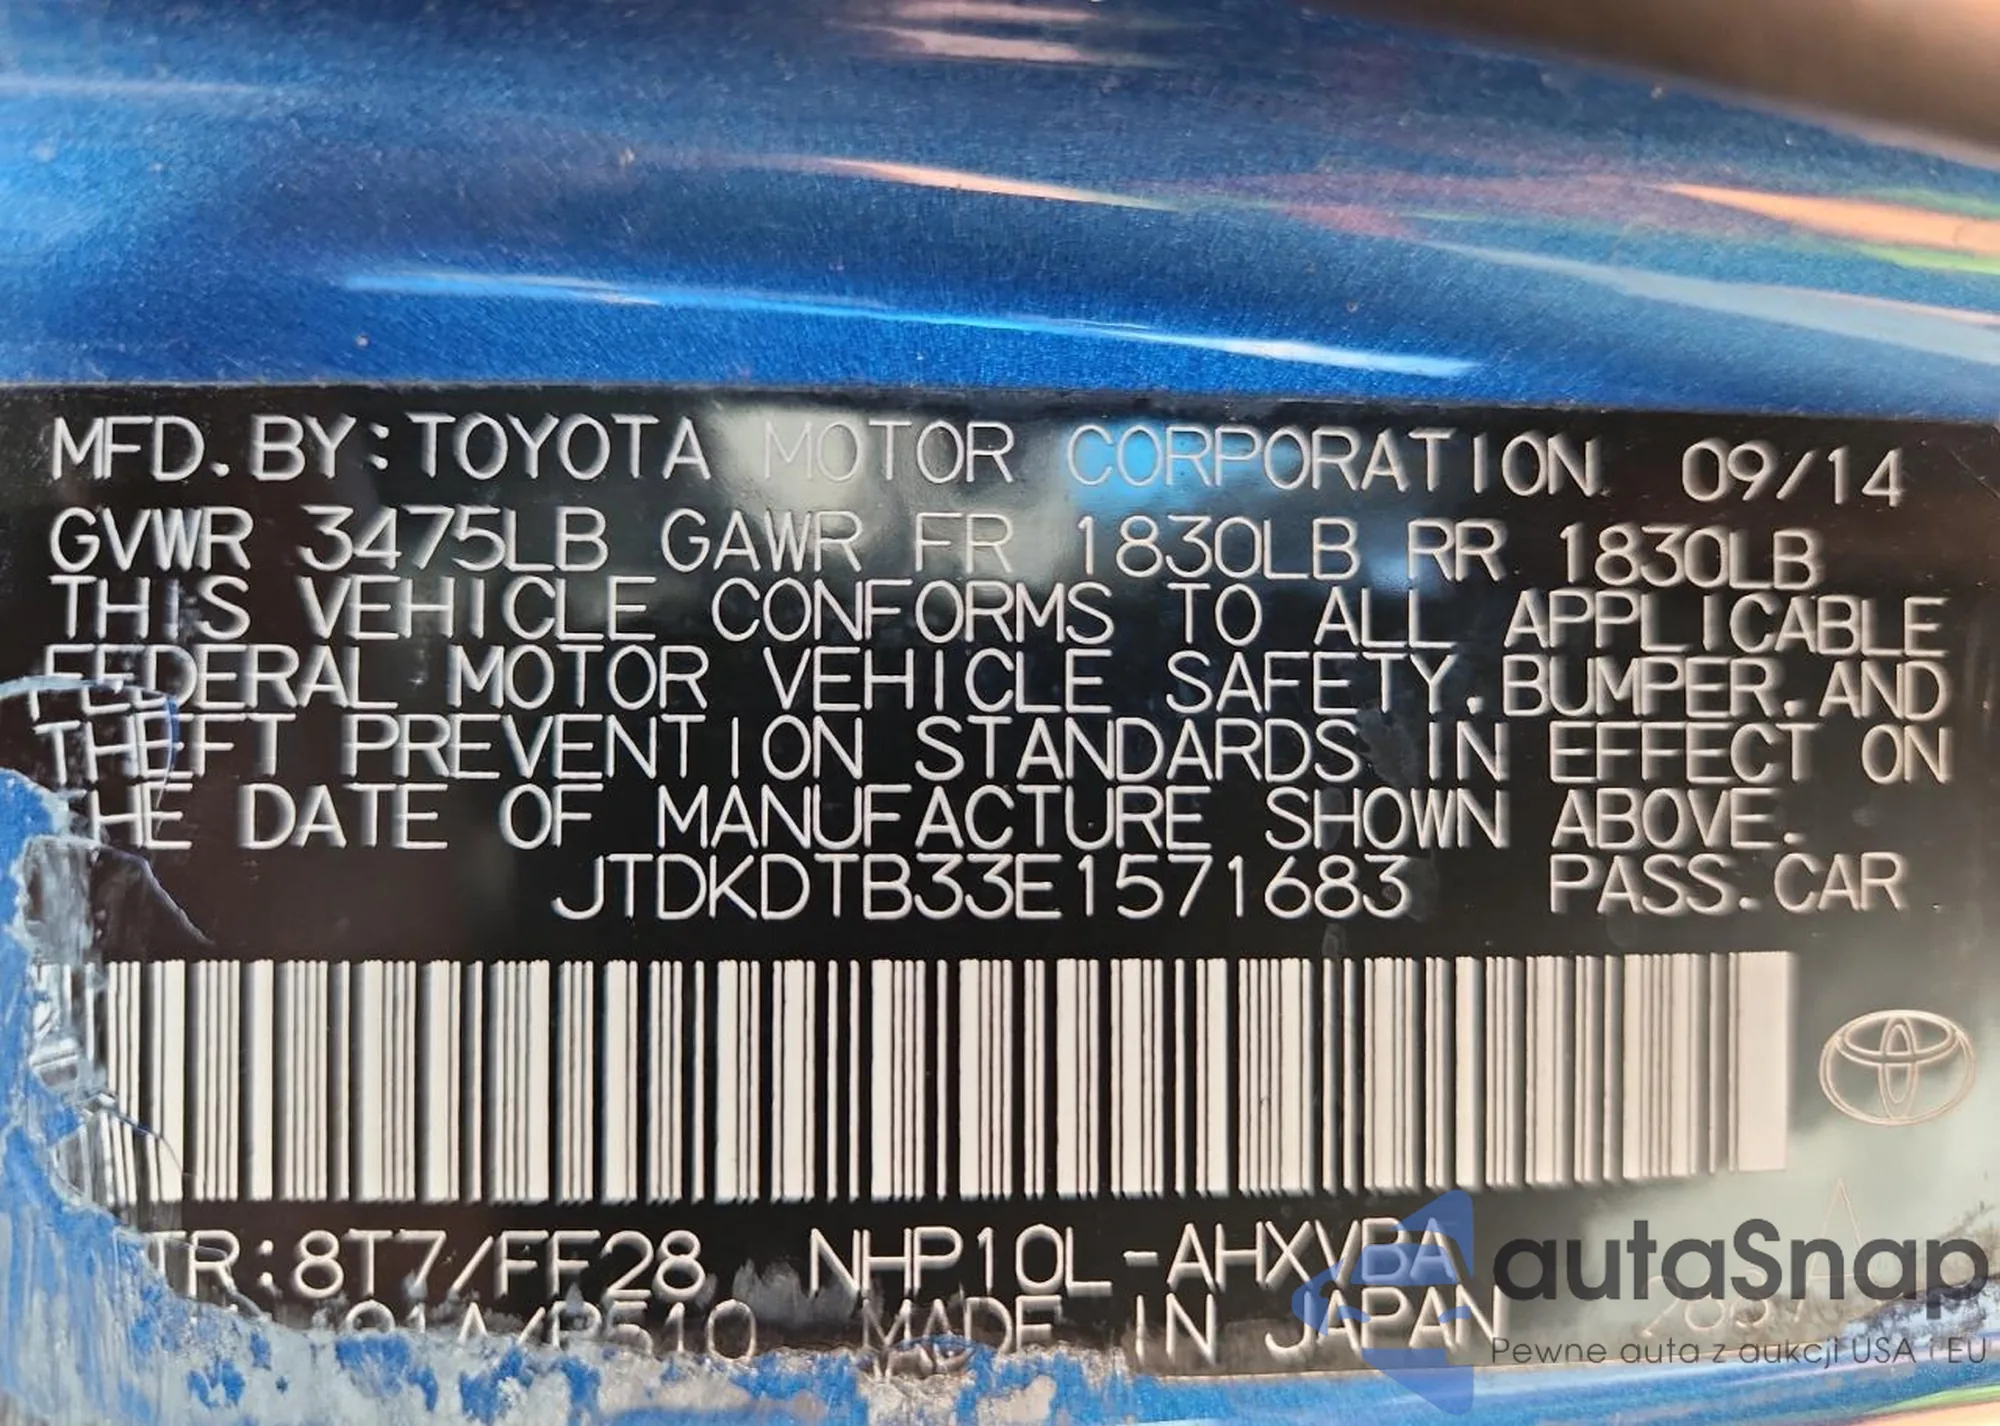 MFD. BY: TOYOTA MOTOR CORPORATION 09/14
GVWR 3475LB GAWR FR 1830LB RR 1830LB
THIS VEHICLE CONFORMS TO ALL APPLICABLE
FEDERAL MOTOR VEHICLE SAFETY. BUMPER. AND
THEFT PREVENTION STANDARDS IN EFFECT ON
THE DATE OF MANUFACTURE SHOWN ABOVE.
JTDKDTB33E1571683 PASS. CAR
TR: 8T7/FF28 NHP10L-AHXVBA
MADE IN JAPAN
autaSnap
Pewne auta z aukcji USA i EU